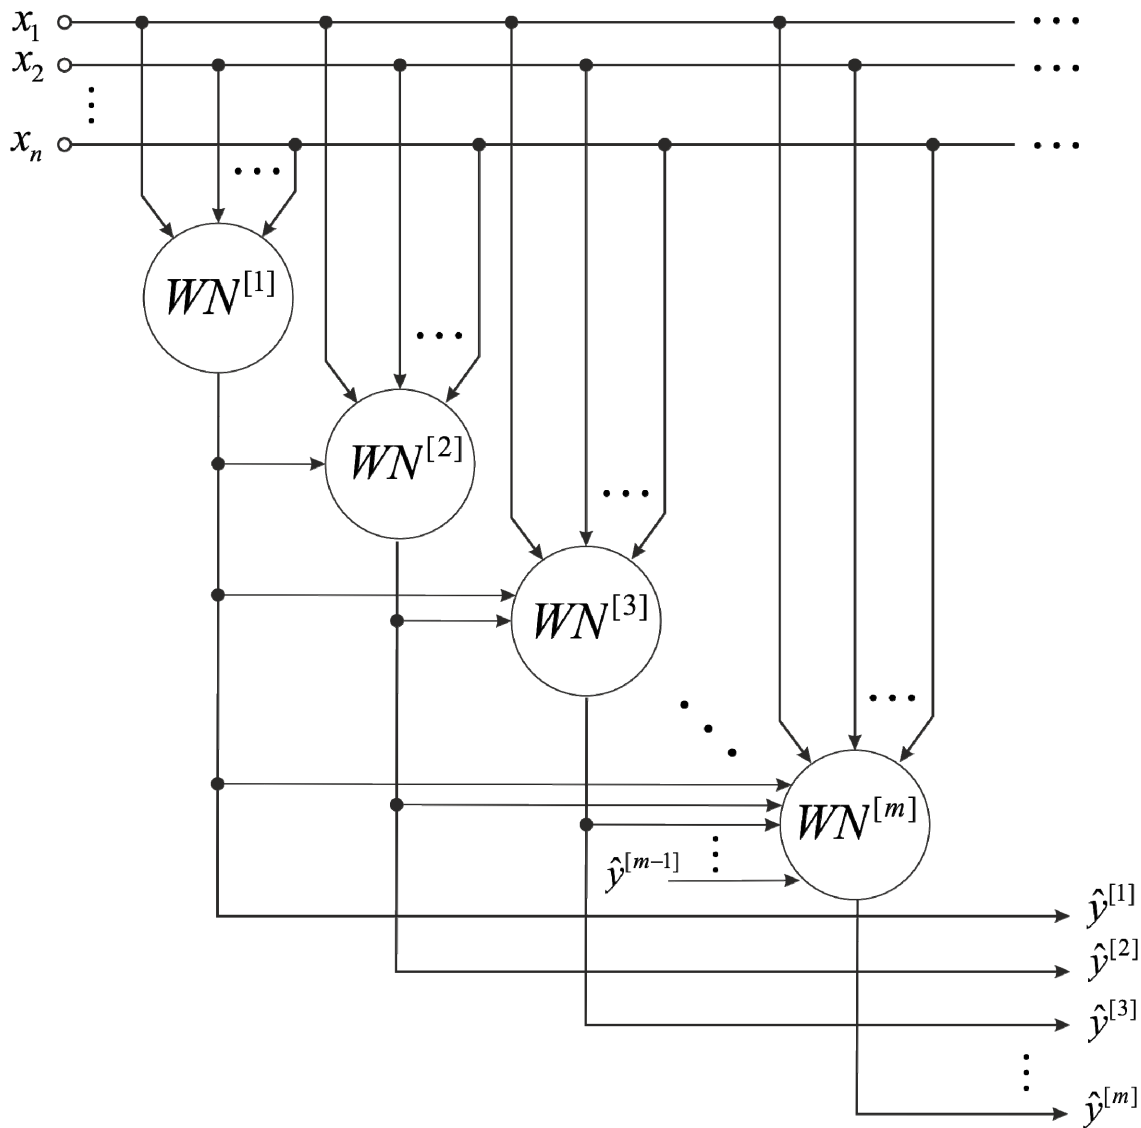 x₁
x₂
xₙ
WN^[1]
WN^[2]
WN^[3]
WN^[m]
ŷ^[m–1]
ŷ^[1]
ŷ^[2]
ŷ^[3]
ŷ^[m]